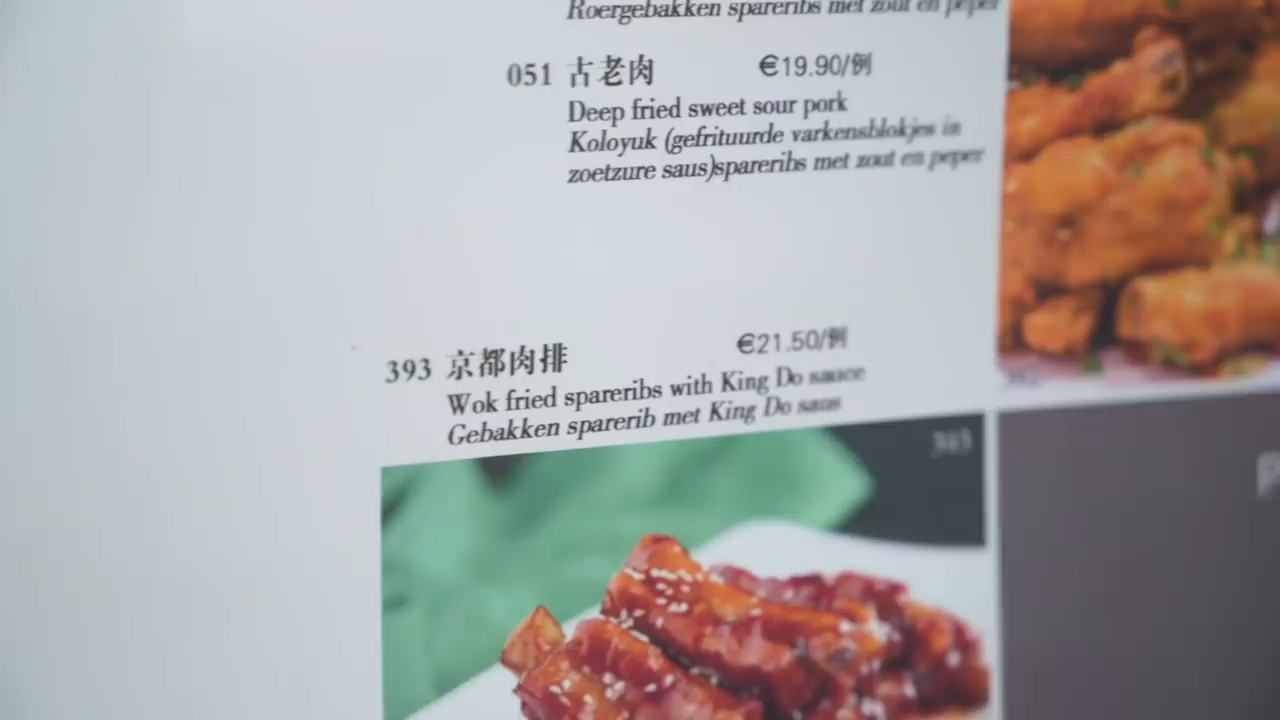 Roergebakken spareribs met zout en peper
051 古老肉 €19.90/例
Deep fried sweet sour pork
Koloyuk (gefrituurde varkensblokjes in
zoetzure saus)spareribs met zout en peper
393 京都肉排 €21.50/例
Wok fried spareribs with King Do sauce
Gebakken sparerib met King Do saus
393